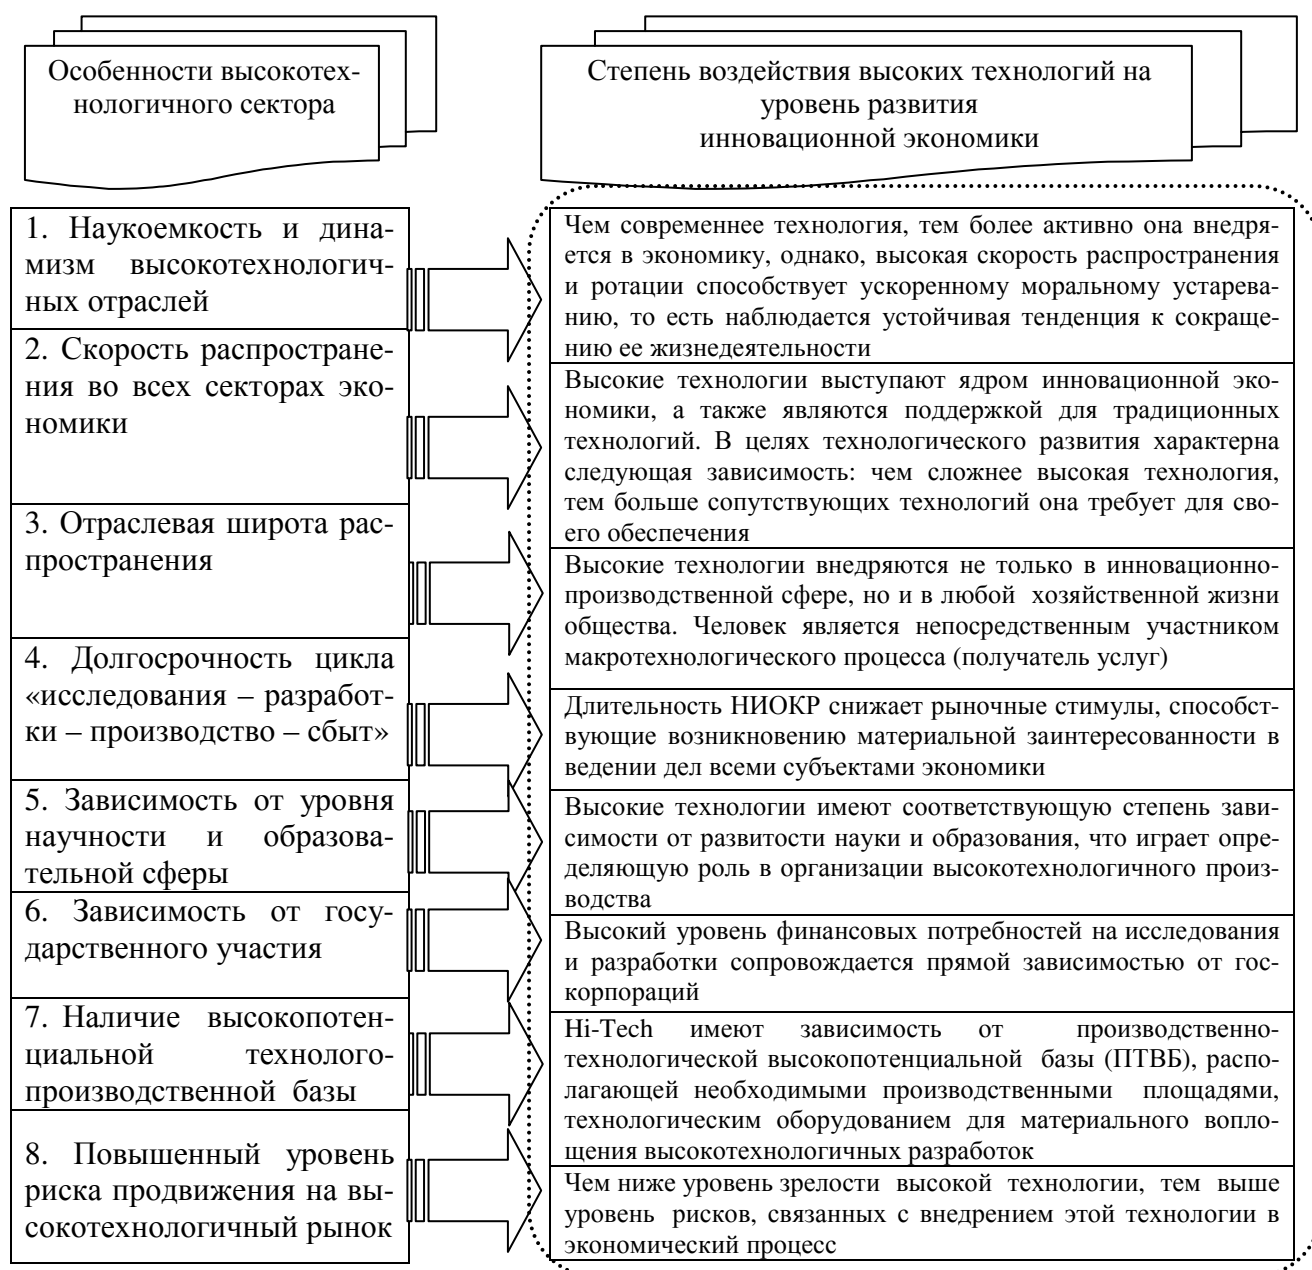 Особенности высокотех-
нологичного сектора
Степень воздействия высоких технологий на
уровень развития
инновационной экономики
1. Наукоемкость и дина-
мизм высокотехнологич-
ных отраслей
2. Скорость распростране-
ния во всех секторах эко-
номики
3. Отраслевая широта рас-
пространения
4. Долгосрочность цикла
«исследования – разработ-
ки – производство – сбыт»
5. Зависимость от уровня
научности и образова-
тельной сферы
6. Зависимость от госу-
дарственного участия
7. Наличие высокопотен-
циальной технолого-
производственной базы
8. Повышенный уровень
риска продвижения на вы-
сокотехнологичный рынок
Чем современнее технология, тем более активно она внедря-
ется в экономику, однако, высокая скорость распространения
и ротации способствует ускоренному моральному устарева-
нию, то есть наблюдается устойчивая тенденция к сокраще-
нию ее жизнедеятельности
Высокие технологии выступают ядром инновационной эко-
номики, а также являются поддержкой для традиционных
технологий. В целях технологического развития характерна
следующая зависимость: чем сложнее высокая технология,
тем больше сопутствующих технологий она требует для сво-
его обеспечения
Высокие технологии внедряются не только в инновационно-
производственной сфере, но и в любой хозяйственной жизни
общества. Человек является непосредственным участником
макротехнологического процесса (получатель услуг)
Длительность НИОКР снижает рыночные стимулы, способст-
вующие возникновению материальной заинтересованности в
ведении дел всеми субъектами экономики
Высокие технологии имеют соответствующую степень зави-
симости от развитости науки и образования, что играет опре-
деляющую роль в организации высокотехнологичного произ-
водства
Высокий уровень финансовых потребностей на исследования
и разработки сопровождается прямой зависимостью от гос-
корпораций
Hi-Tech имеют зависимость от производственно-
технологической высокопотенциальной базы (ПТВБ), распо-
лагающей необходимыми производственными площадями,
технологическим оборудованием для материального вопло-
щения высокотехнологичных разработок
Чем ниже уровень зрелости высокой технологии, тем выше
уровень рисков, связанных с внедрением этой технологии в
экономический процесс